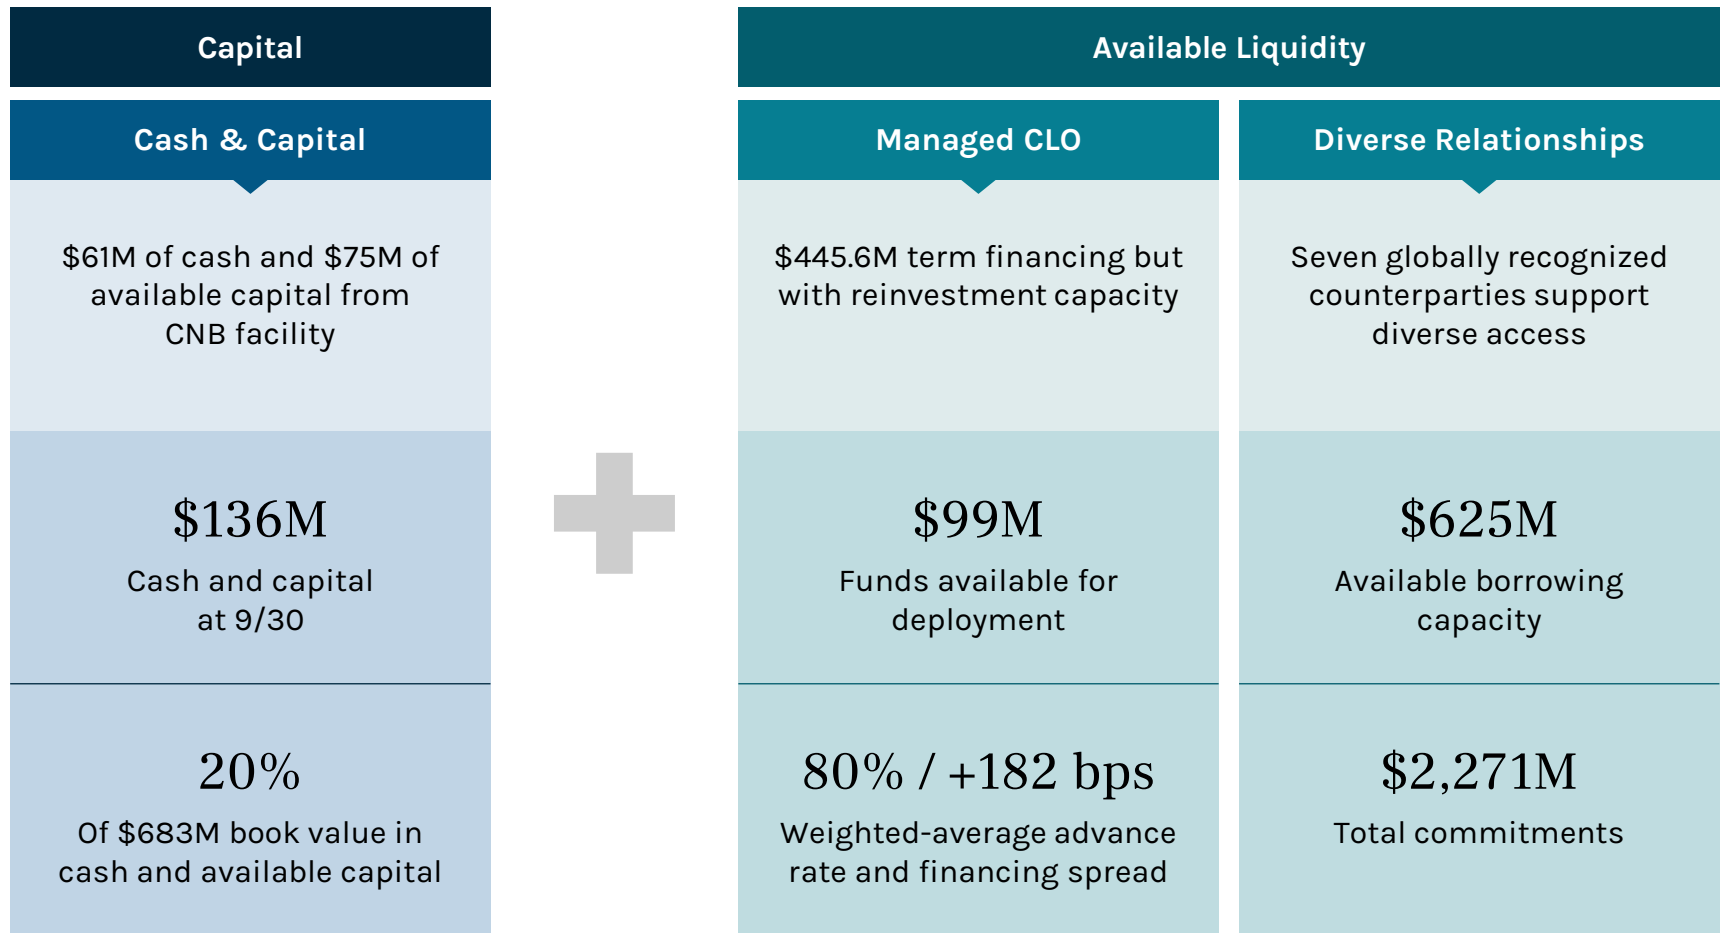 Capital
Cash & Capital
$61M of cash and $75M of
available capital from
CNB facility
$136M
Cash and capital
at 9/30
20%
Of $683M book value in
cash and available capital
Available Liquidity
Managed CLO
$445.6M term financing but
with reinvestment capacity
$99M
Funds available for
deployment
80% / +182 bps
Weighted-average advance
rate and financing spread
Diverse Relationships
Seven globally recognized
counterparties support
diverse access
$625M
Available borrowing
capacity
$2,271M
Total commitments